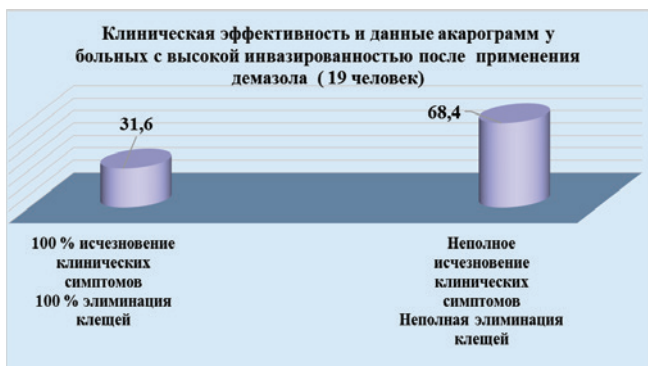 Клиническая эффективность и данные акарограмм у
больных с высокой инвазированностью после применения
демазола ( 19 человек)
31,6
68,4
100 % исчезновение
клинических
симптомов
100 % элиминация
клещей
Неполное
исчезновение
клинических
симптомов
Неполная элиминация
клещей